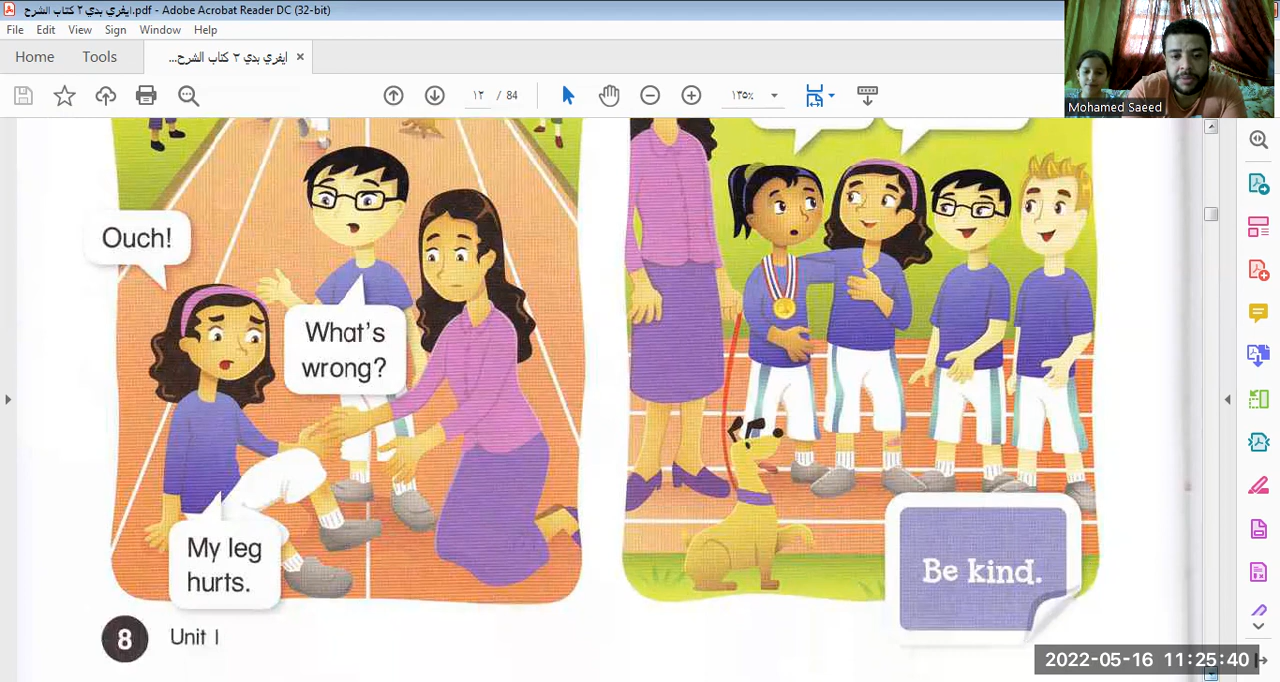 ايفري بدي ٢ كتاب الشرح.pdf - Adobe Acrobat Reader DC (32-bit)
File Edit View Sign Window Help
Home Tools ايفري بدي ٢ كتاب الشرح... ×
١٢ / 84 ١٣٥%
Mohamed Saeed
Ouch!
What's
wrong?
My leg
hurts.
Be kind.
8 Unit 1
2022-05-16 11:25:40